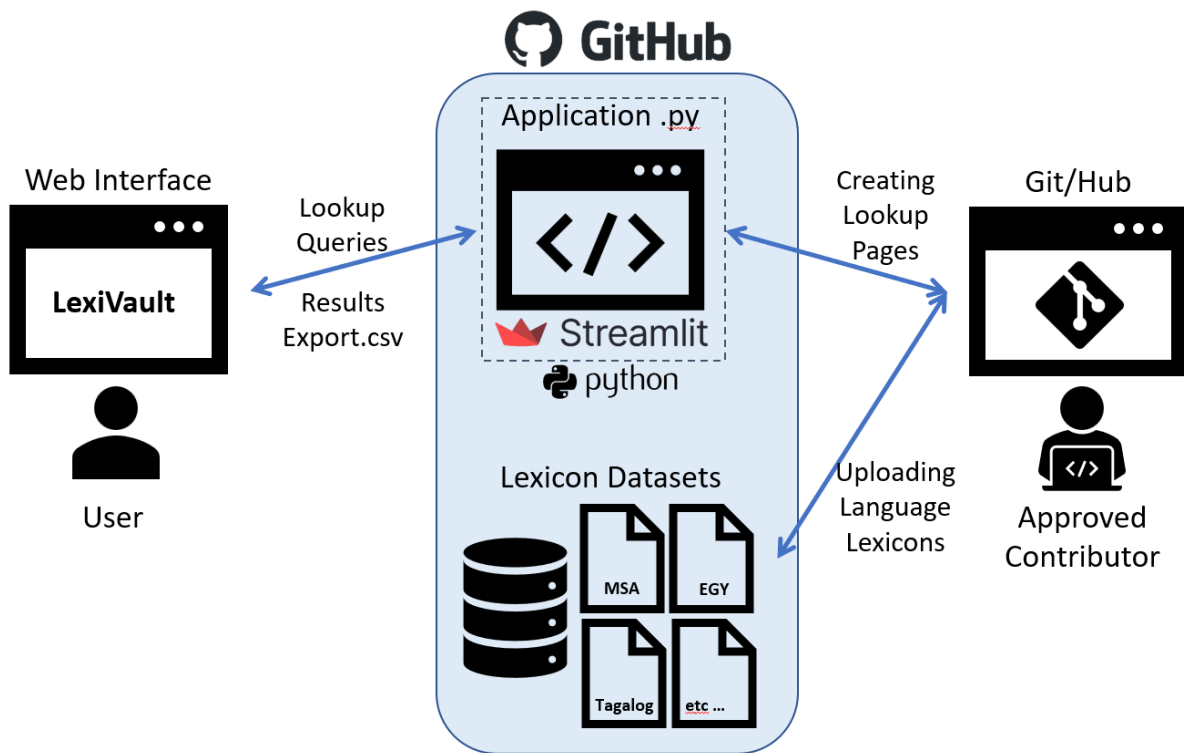 GitHub
Application .py
Web Interface
LexiVault
User
Lookup
Queries
Results
Export.csv
</>
Streamlit
python
Lexicon Datasets
MSA
EGY
Tagalog
etc ...
Creating
Lookup
Pages
Uploading
Language
Lexicons
Git/Hub
</>
Approved
Contributor